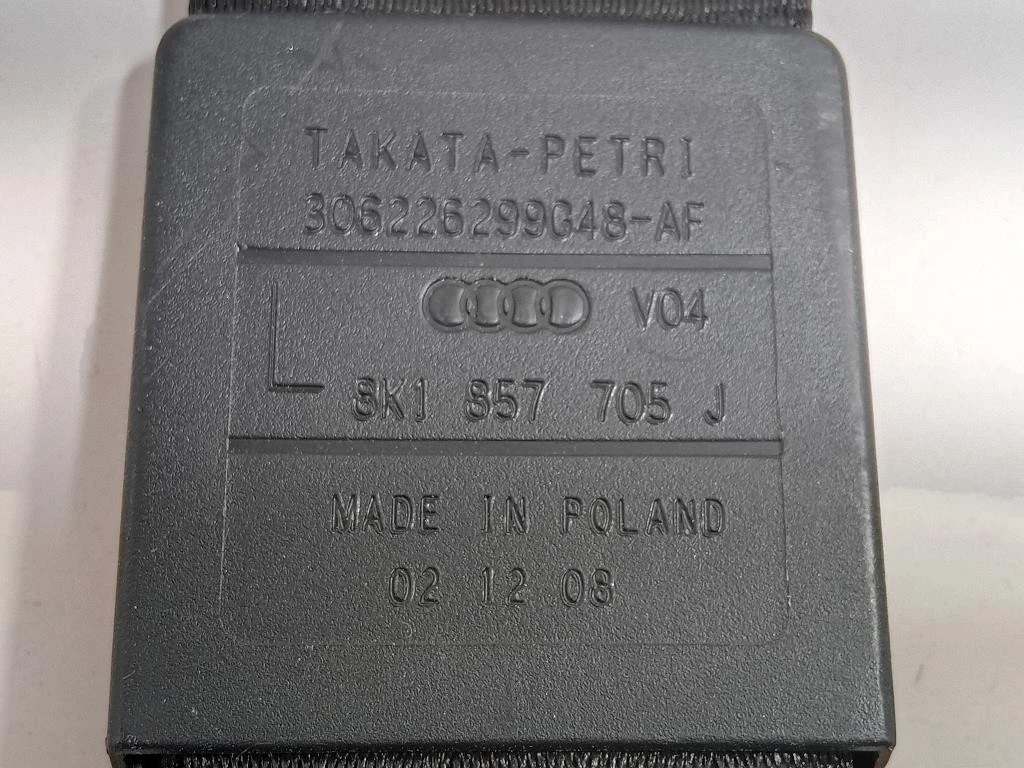 TAKATA-PETRI
306226299G48-AF
V04
L 8K1 857 705 J
MADE IN POLAND
02 12 08